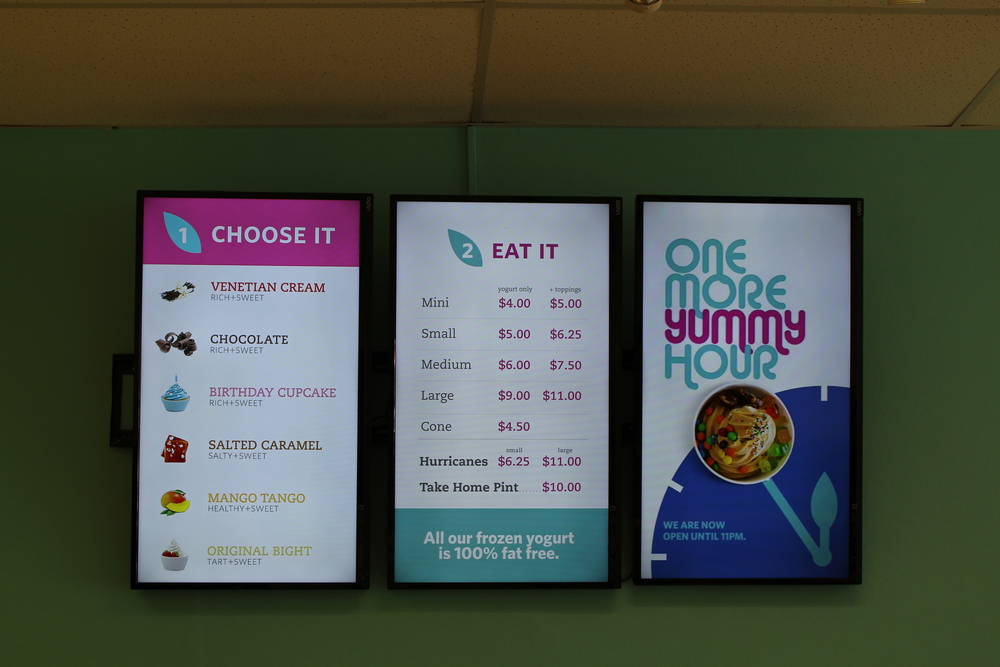 1 CHOOSE IT
VENETIAN CREAM
RICH+SWEET
CHOCOLATE
RICH+SWEET
BIRTHDAY CUPCAKE
RICH+SWEET
SALTED CARAMEL
SALTY+SWEET
MANGO TANGO
HEALTHY+SWEET
ORIGINAL BIGHT
TART+SWEET
2 EAT IT
yogurt only + toppings
Mini $4.00 $5.00
Small $5.00 $6.25
Medium $6.00 $7.50
Large $9.00 $11.00
Cone $4.50
small large
Hurricanes $6.25 $11.00
Take Home Pint ..... $10.00
All our frozen yogurt
is 100% fat free.
ONE
MORE
YUMMY
HOUR
WE ARE NOW
OPEN UNTIL 11PM.